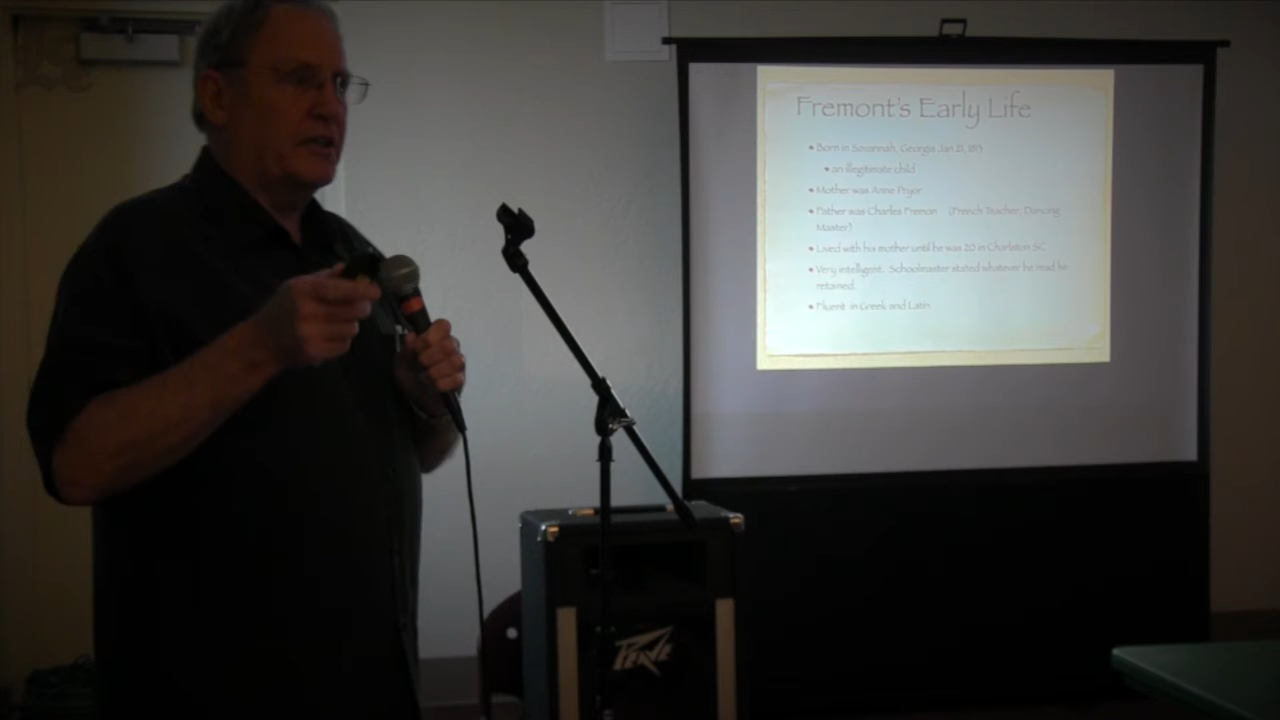 Fremont's Early Life
Born in Savannah, Georgia Jan 21, 1813
an illegitimate child
Mother was Anne Pryor
Father was Charles Fremon (French Teacher, Dancing
Master)
Lived with his mother until he was 20 in Charlston SC
Very intelligent. Schoolmaster stated whatever he read he
retained.
Fluent in Greek and Latin
PEAVEY